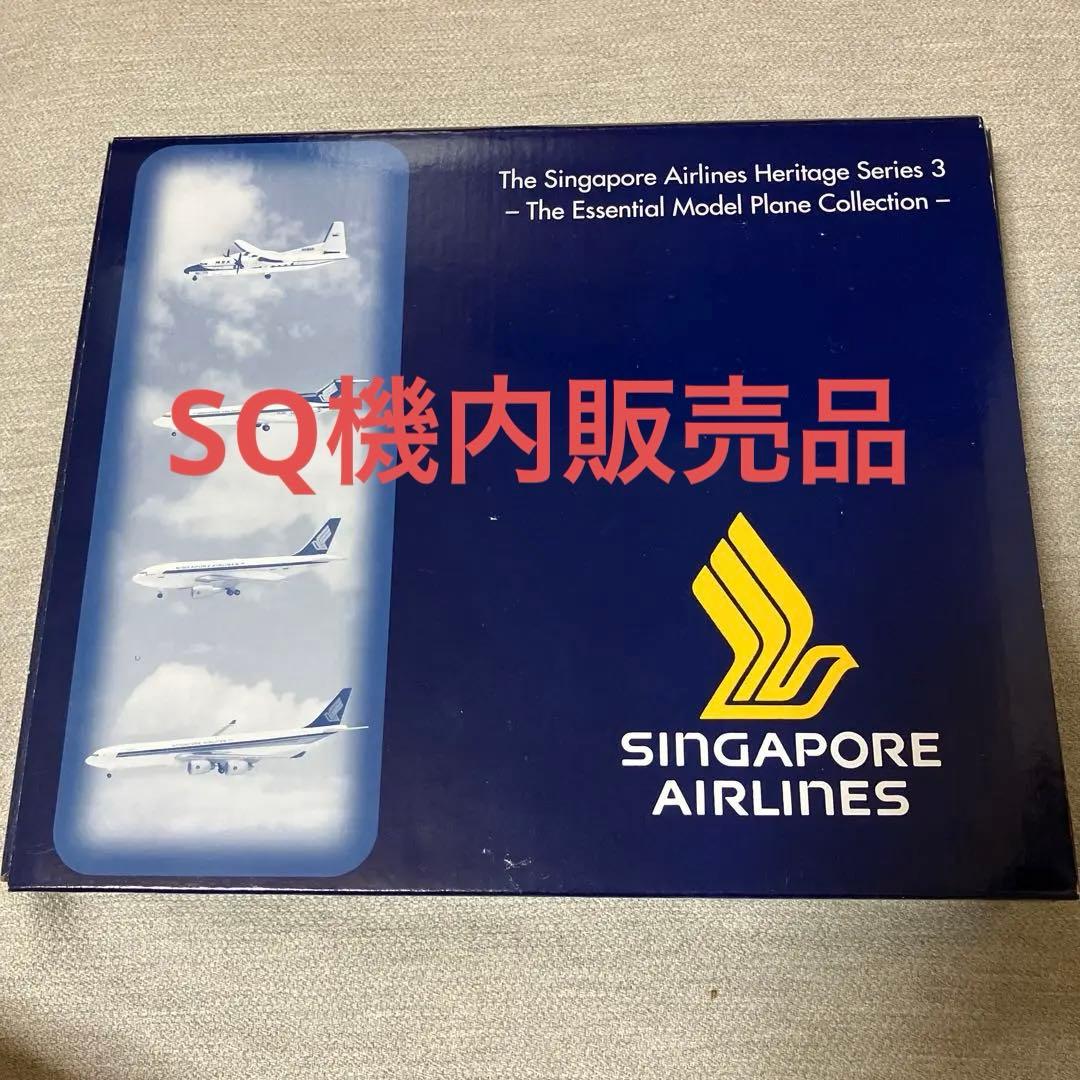 The Singapore Airlines Heritage Series 3
– The Essential Model Plane Collection –
SQ機内販売品
SINGAPORE
AIRLINES